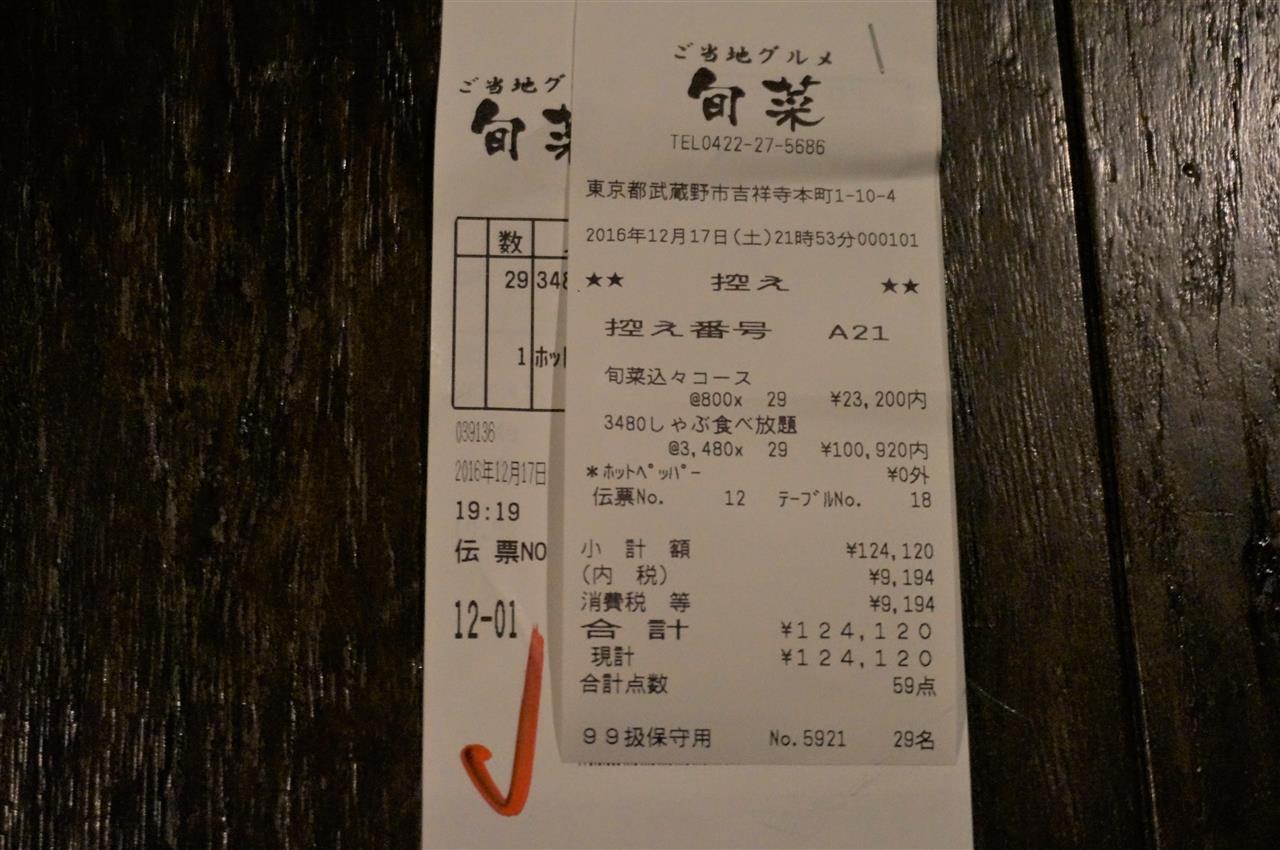 ご当地グ
旬菜
数
29 348
1 ホット
039136
2016年12月17日
19:19
伝 票NO
12-01
ご当地グルメ
旬菜
TEL0422-27-5686
東京都武蔵野市吉祥寺本町1-10-4
2016年12月17日(土)21時53分000101
★★ 控え ★★
控え番号 A21
旬菜込々コース
@800x 29 ¥23,200内
3480しゃぶ食べ放題
@3,480x 29 ¥100,920内
*ﾎｯﾄﾍﾟｯﾊﾟｰ ¥0外
伝票No. 12 ﾃｰﾌﾞﾙNo. 18
小 計 額 ¥124,120
(内 税) ¥9,194
消費税 等 ¥9,194
合 計 ¥124,120
現計 ¥124,120
合計点数 59点
99扱保守用 No.5921 29名